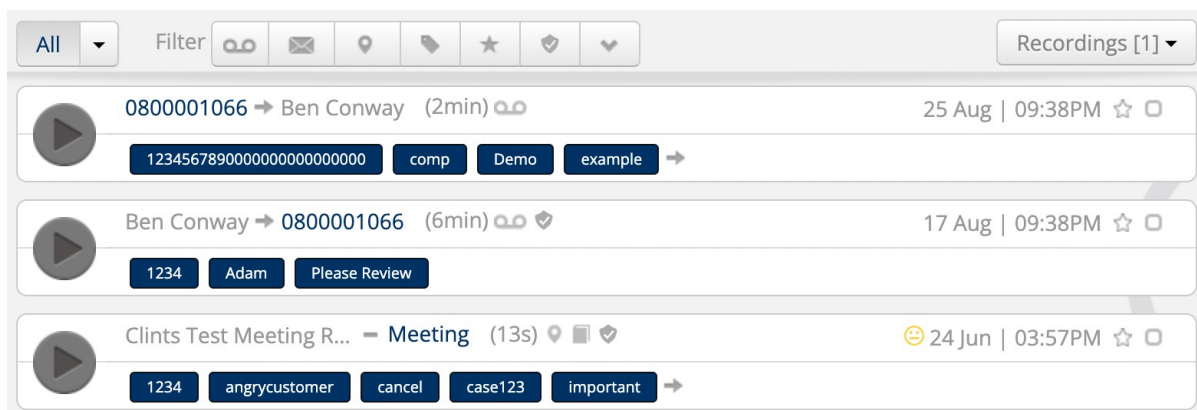 All Filter Recordings [1]
0800001066 Ben Conway (2min) 25 Aug | 09:38PM
1234567890000000000000000 comp Demo example
Ben Conway 0800001066 (6min) 17 Aug | 09:38PM
1234 Adam Please Review
Clints Test Meeting R... Meeting (13s) 24 Jun | 03:57PM
1234 angrycustomer cancel case123 important